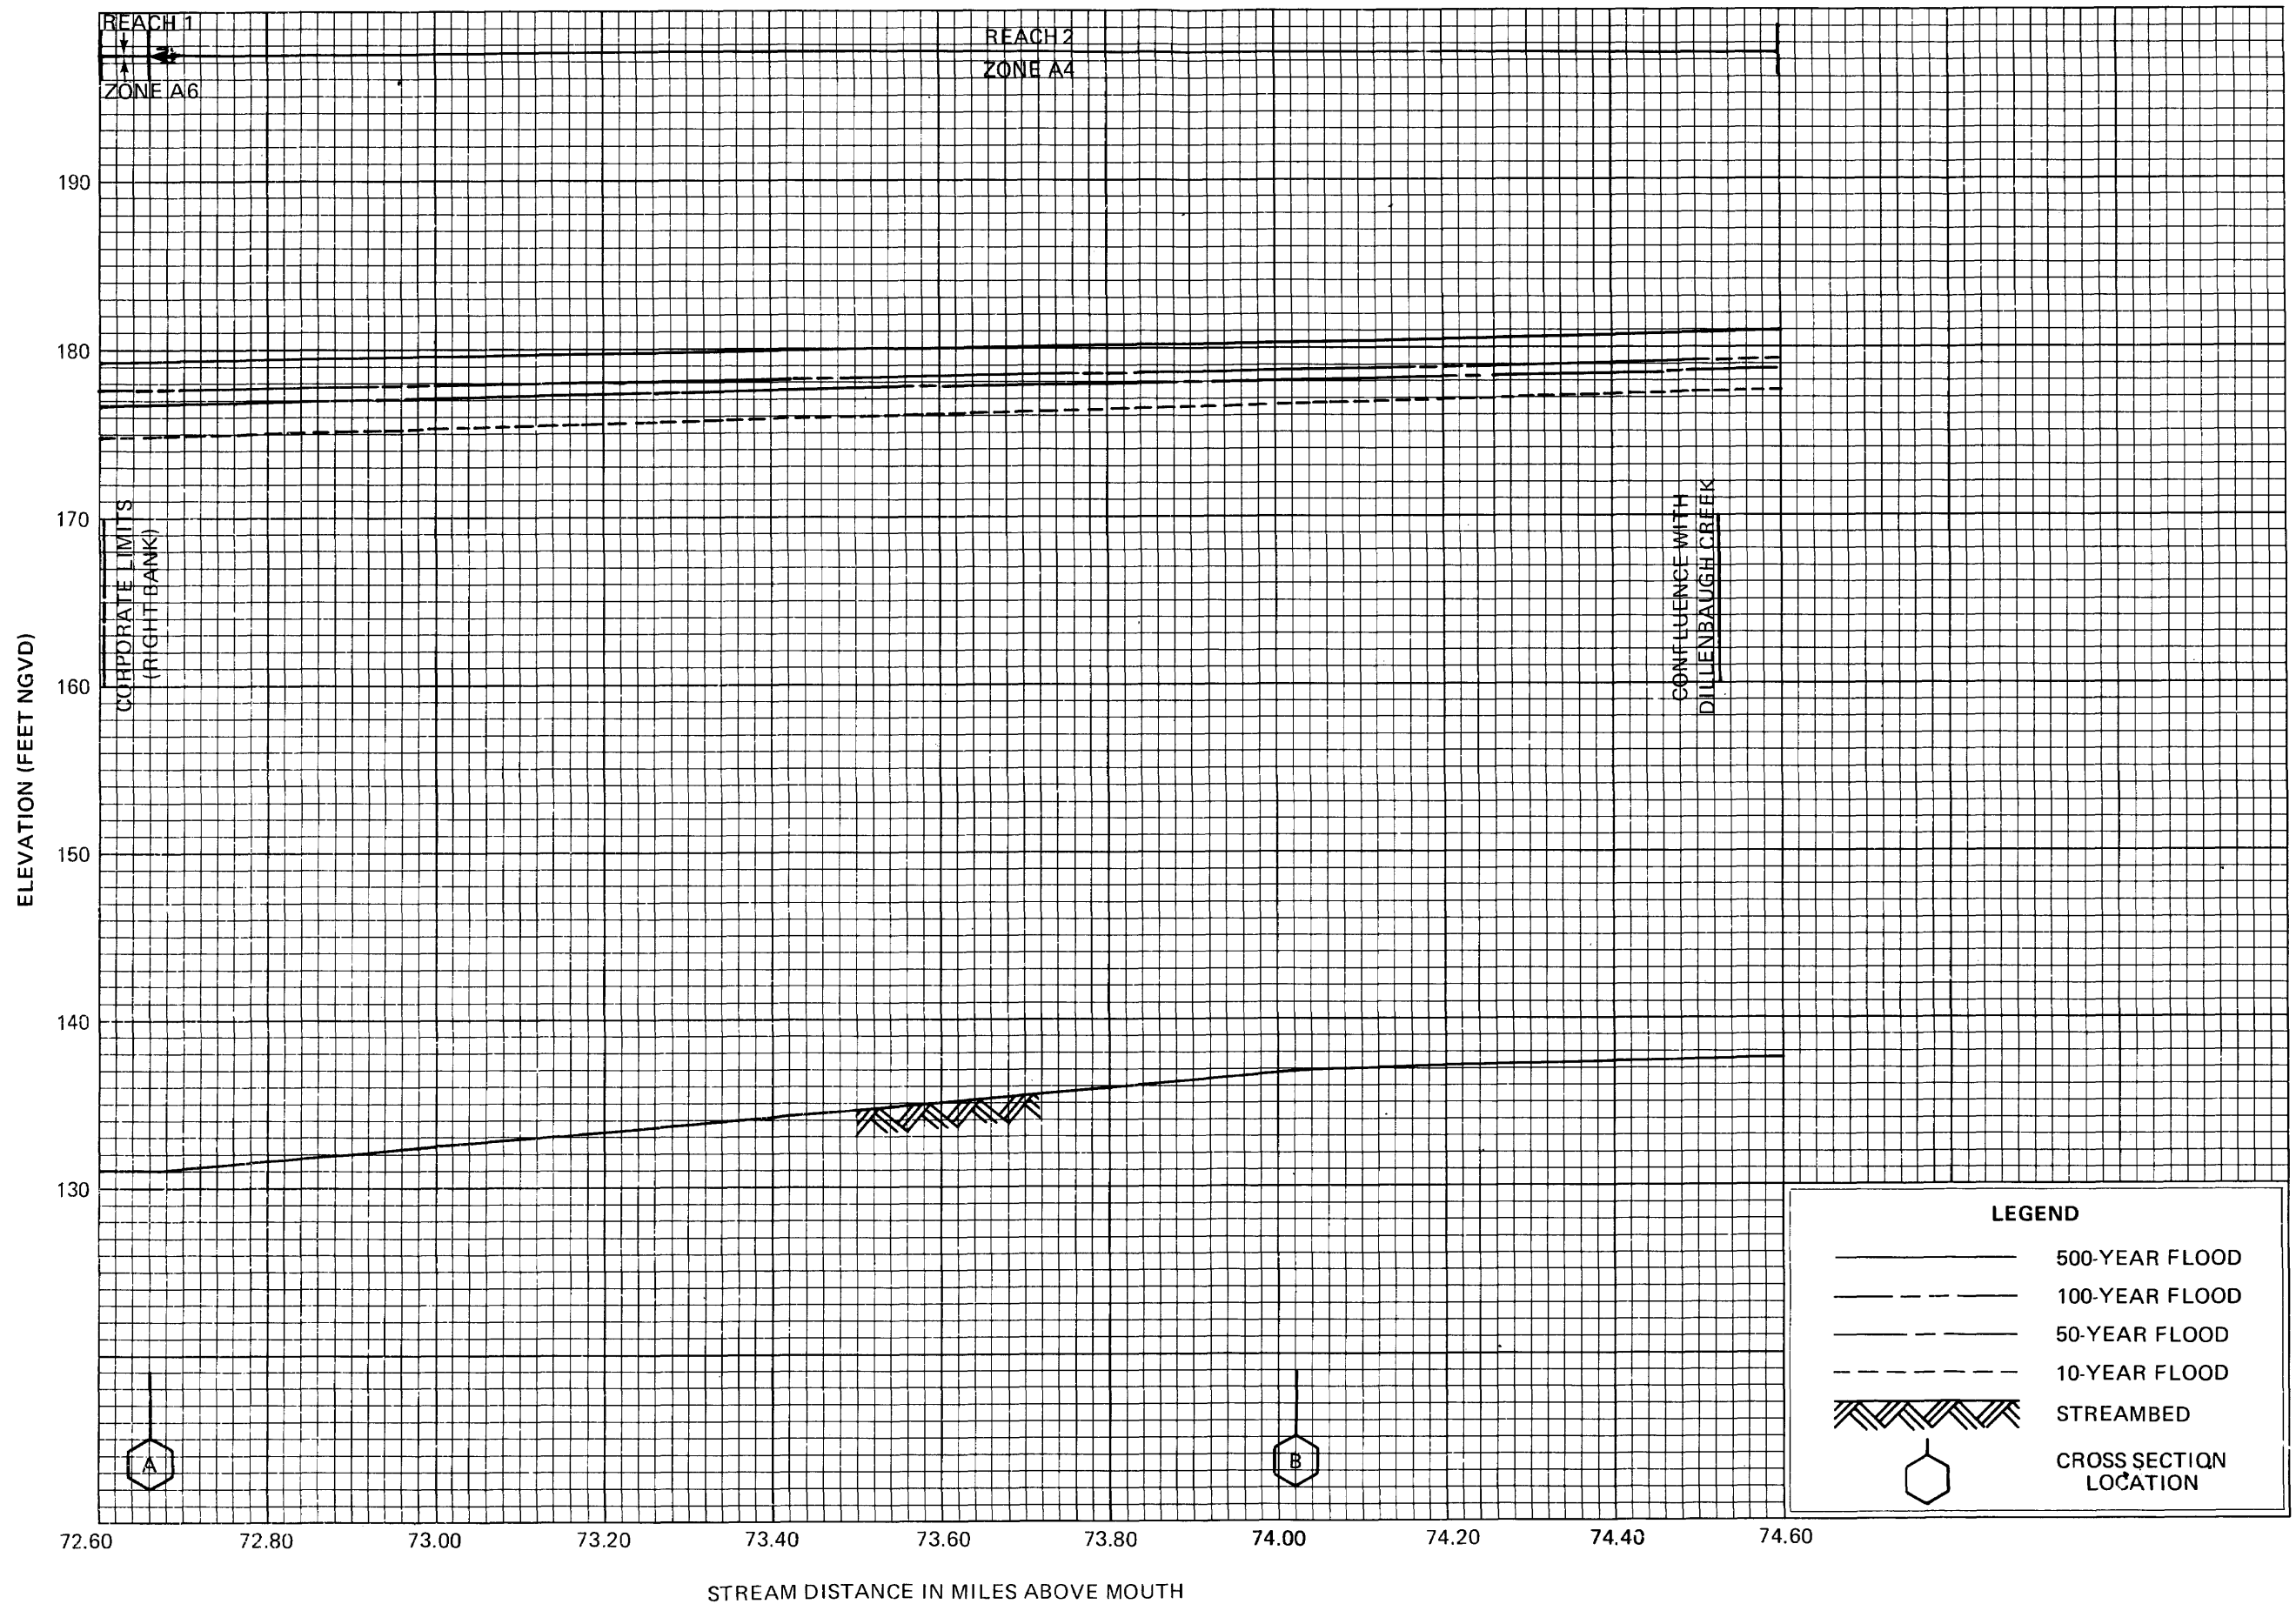 REACH 1
ZONE A6
REACH 2
ZONE A4
190
180
170
160
150
140
130
ELEVATION (FEET NGVD)
CORPORATE LIMITS
(RIGHT BANK)
CONFLUENCE WITH
DILLENBAUGH CREEK
A
B
LEGEND
500-YEAR FLOOD
100-YEAR FLOOD
50-YEAR FLOOD
10-YEAR FLOOD
STREAMBED
CROSS SECTION
LOCATION
72.60 72.80 73.00 73.20 73.40 73.60 73.80 74.00 74.20 74.40 74.60
STREAM DISTANCE IN MILES ABOVE MOUTH